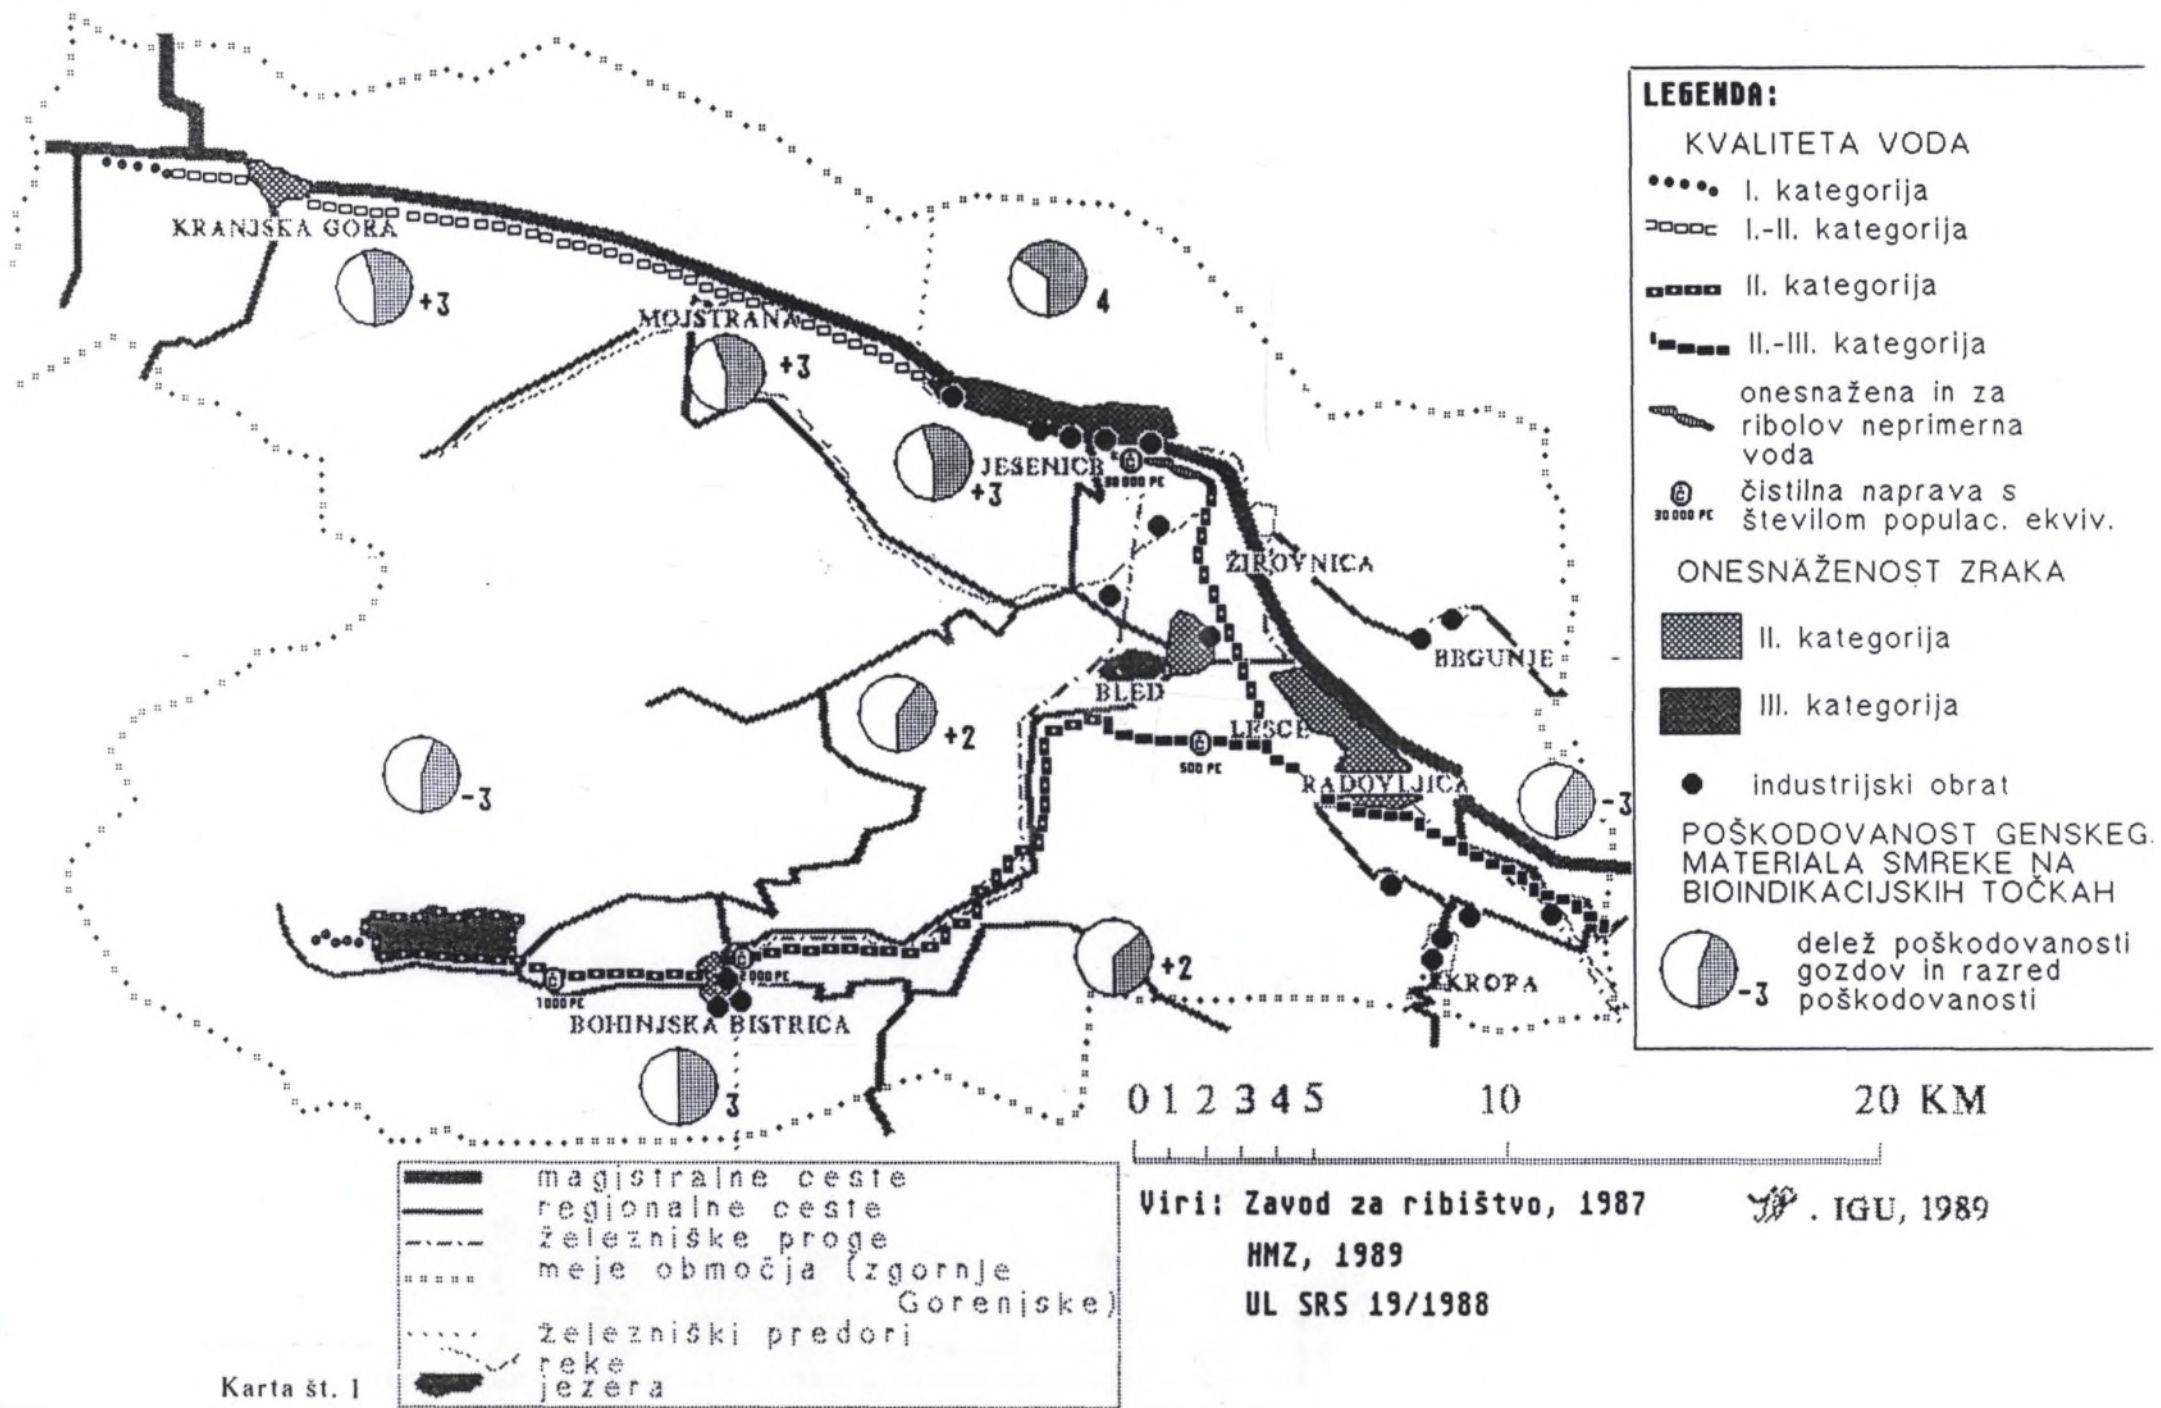 KRANJSKA GORA
+3
4
MOJSTRANA
+3
JESENICE
+3
30 000 PE
ŽIROVNICA
BEGUNJE
BLED
+2
LESCE
500 PE
RADOVLJICA
-3
-3
+2
KROPA
1000 PE
2 000 PE
BOHINJSKA BISTRICA
3
LEGENDA:
KVALITETA VODA
I. kategorija
I.-II. kategorija
II. kategorija
II.-III. kategorija
onesnažena in za
ribolov neprimerna
voda
čistilna naprava s
30 000 PE
številom populac. ekviv.
ONESNAŽENOST ZRAKA
II. kategorija
III. kategorija
industrijski obrat
POŠKODOVANOST GENSKEG.
MATERIALA SMREKE NA
BIOINDIKACIJSKIH TOČKAH
delež poškodovanosti
gozdov in razred
-3
poškodovanosti
0 1 2 3 4 5 10 20 KM
magistralne ceste
regionalne ceste
železniške proge
meje območja (zgornje
Gorenjske)
železniški predori
reke
jezera
Viri: Zavod za ribištvo, 1987
HMZ, 1989
UL SRS 19/1988
. IGU, 1989
Karta št. 1